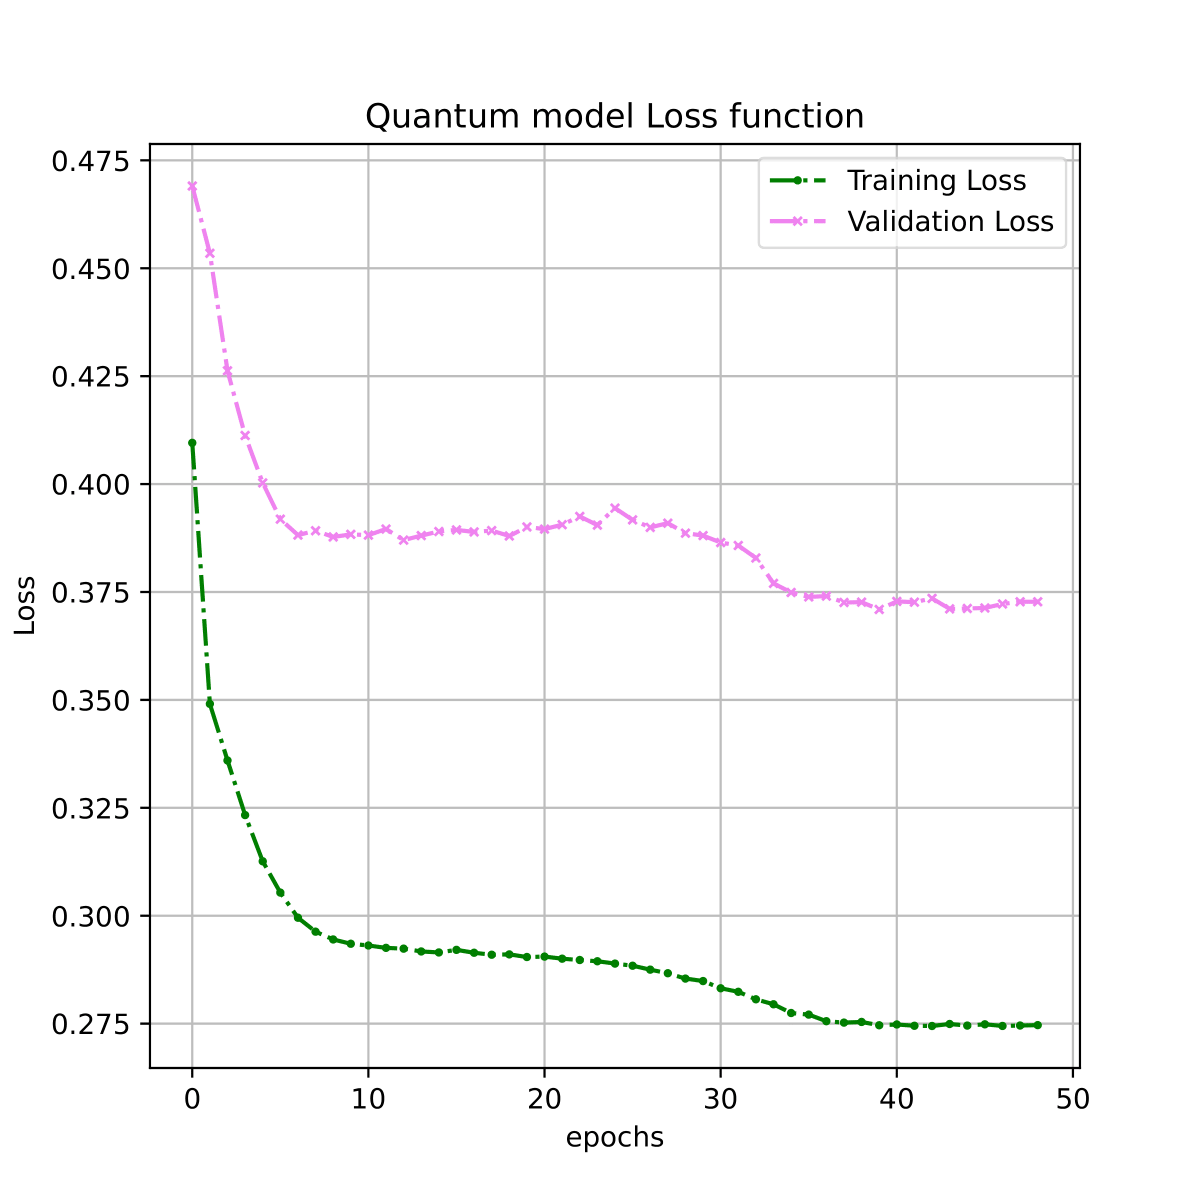 Quantum model Loss function
Training Loss
Validation Loss
0.475
0.450
0.425
0.400
0.375
0.350
0.325
0.300
0.275
Loss
0 10 20 30 40 50
epochs